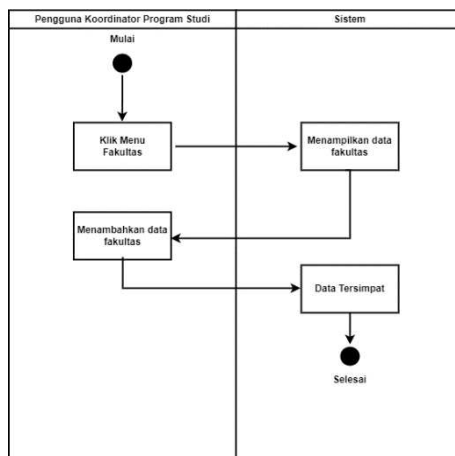 Pengguna Koordinator Program Studi
Sistem
Mulai
Klik Menu
Fakultas
Menampilkan data
fakultas
Menambahkan data
fakultas
Data Tersimpat
Selesai